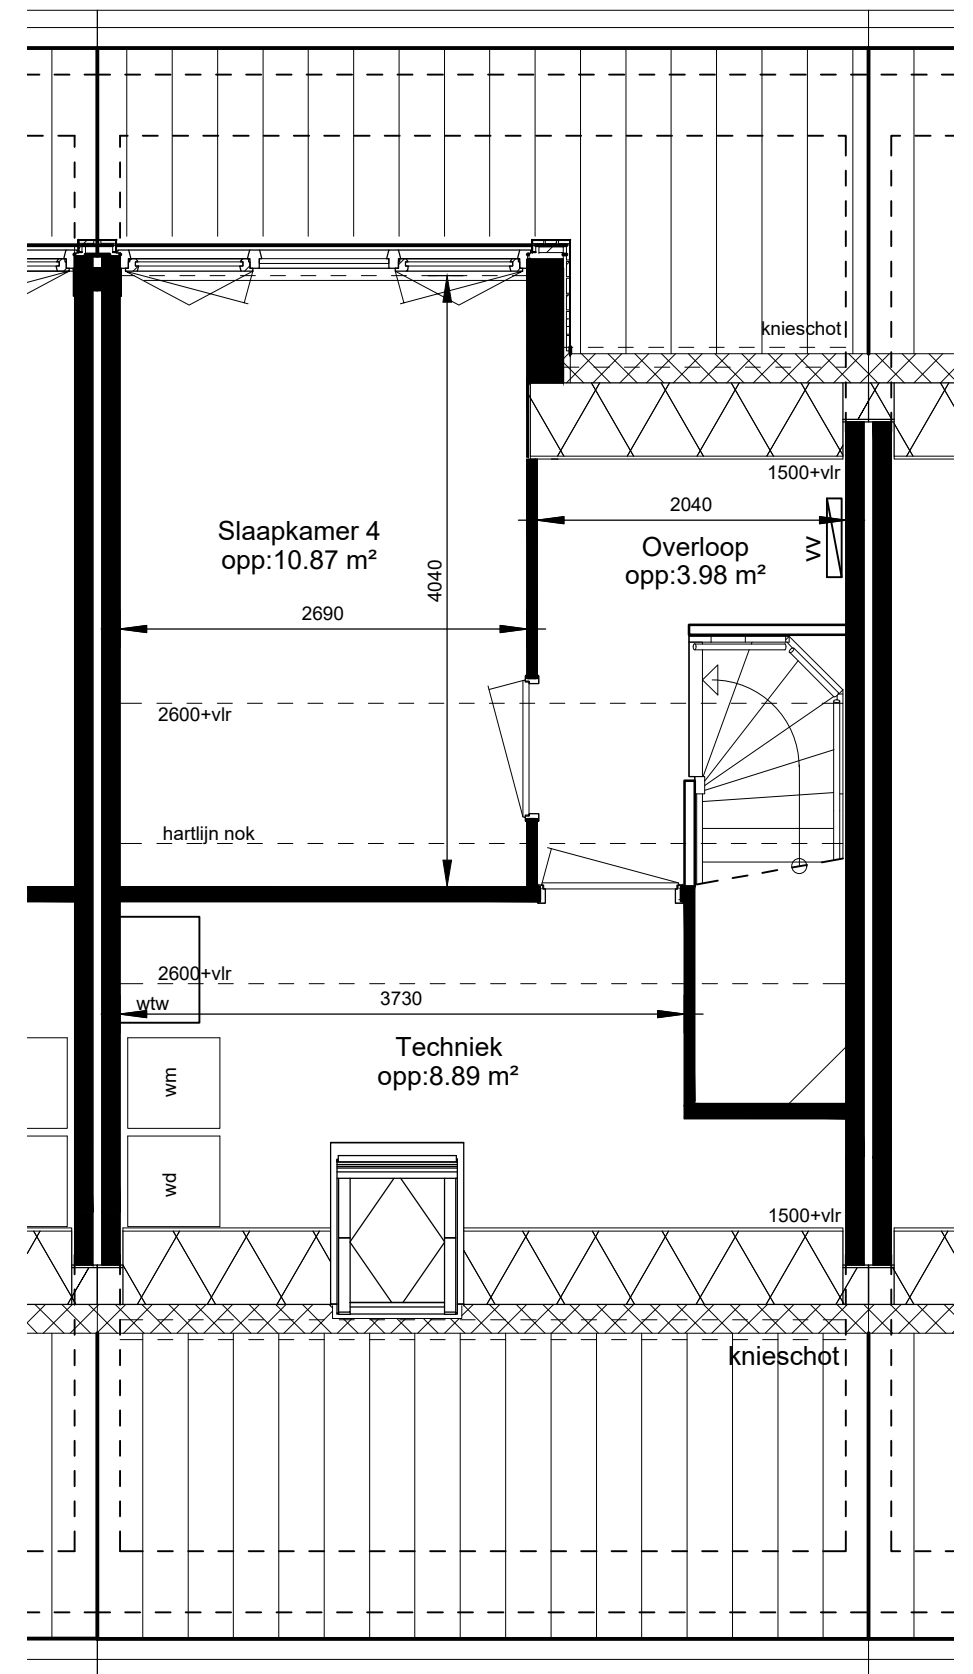 knieschot
1500+vlr
2040
Slaapkamer 4
opp:10.87 m²
Overloop
opp:3.98 m²
VV
4040
2690
2600+vlr
hartlijn nok
2600+vlr
wtw
3730
Techniek
opp:8.89 m²
wm
wd
1500+vlr
knieschot